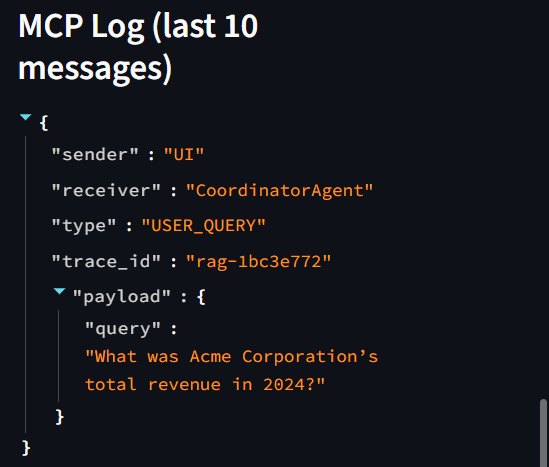 MCP Log (last 10
messages)
{
"sender" : "UI"
"receiver" : "CoordinatorAgent"
"type" : "USER_QUERY"
"trace_id" : "rag-1bc3e772"
"payload" : {
"query" :
"What was Acme Corporation’s
total revenue in 2024?"
}
}